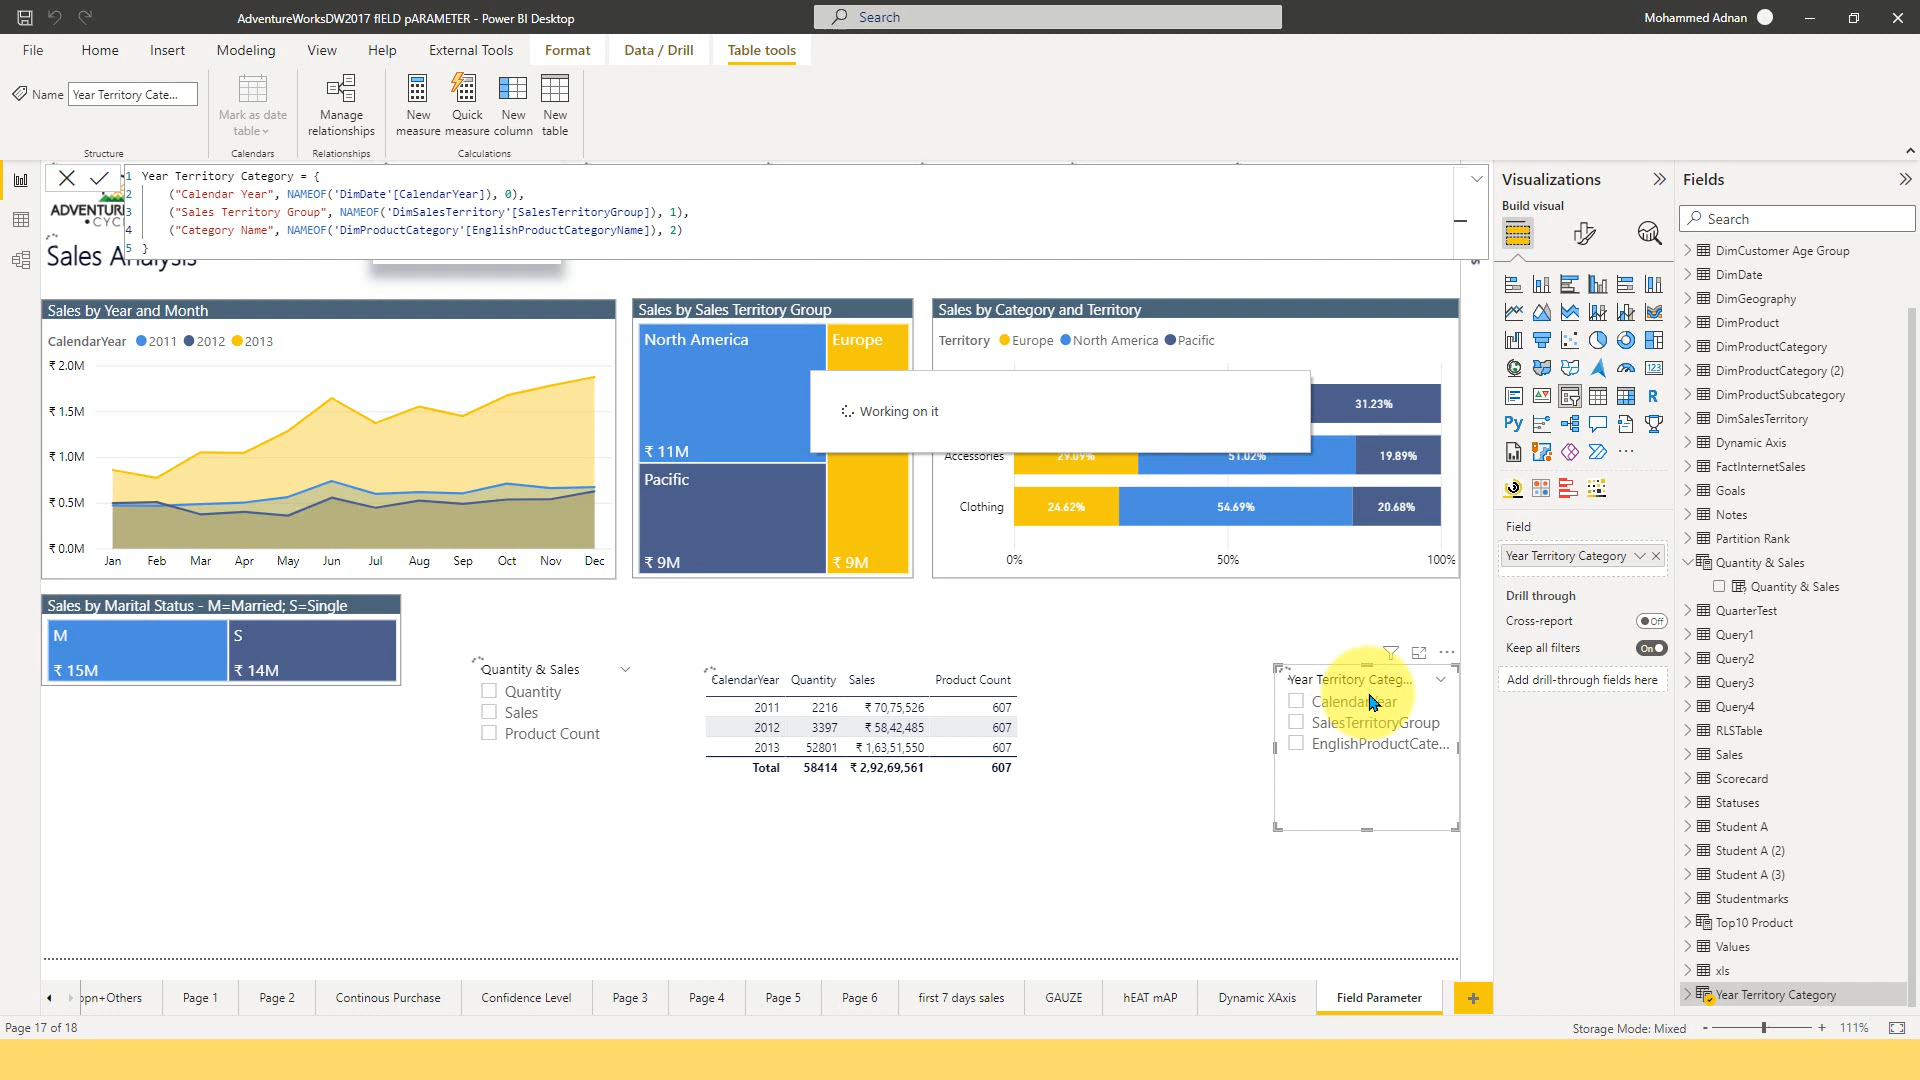 AdventureWorksDW2017 fIELD pARAMETER - Power BI Desktop
Search
Mohammed Adnan
File
Home
Insert
Modeling
View
Help
External Tools
Format
Data / Drill
Table tools
Name
Year Territory Cate...
Mark as date
table
Manage
relationships
New
measure
Quick
measure
New
column
New
table
Structure
Calendars
Relationships
Calculations
1 Year Territory Category = {
2 ("Calendar Year", NAMEOF('DimDate'[CalendarYear]), 0),
3 ("Sales Territory Group", NAMEOF('DimSalesTerritory'[SalesTerritoryGroup]), 1),
4 ("Category Name", NAMEOF('DimProductCategory'[EnglishProductCategoryName]), 2)
5 }
Sales Analysis
Sales by Year and Month
CalendarYear 2011 2012 2013
₹ 2.0M
₹ 1.5M
₹ 1.0M
₹ 0.5M
₹ 0.0M
Jan Feb Mar Apr May Jun Jul Aug Sep Oct Nov Dec
Sales by Sales Territory Group
North America
₹ 11M
Europe
₹ 9M
Pacific
₹ 9M
Sales by Category and Territory
Territory Europe North America Pacific
31.23%
Accessories 29.09% 51.02% 19.89%
Clothing 24.62% 54.69% 20.68%
0% 50% 100%
Working on it
Sales by Marital Status - M=Married; S=Single
M
₹ 15M
S
₹ 14M
Quantity & Sales
Quantity
Sales
Product Count
CalendarYear Quantity Sales Product Count
2011 2216 ₹ 70,75,526 607
2012 3397 ₹ 58,42,485 607
2013 52801 ₹ 1,63,51,550 607
Total 58414 ₹ 2,92,69,561 607
Year Territory Categ...
CalendarYear
SalesTerritoryGroup
EnglishProductCate...
Visualizations
Build visual
123
R
Py
Field
Year Territory Category
Drill through
Cross-report
Off
Keep all filters
On
Add drill-through fields here
Fields
Search
DimCustomer Age Group
DimDate
DimGeography
DimProduct
DimProductCategory
DimProductCategory (2)
DimProductSubcategory
DimSalesTerritory
Dynamic Axis
FactInternetSales
Goals
Notes
Partition Rank
Quantity & Sales
Quantity & Sales
QuarterTest
Query1
Query2
Query3
Query4
RLSTable
Sales
Scorecard
Statuses
Student A
Student A (2)
Student A (3)
Studentmarks
Top10 Product
Values
xls
Year Territory Category
Page 1
Page 2
Continous Purchase
Confidence Level
Page 3
Page 4
Page 5
Page 6
first 7 days sales
GAUZE
hEAT mAP
Dynamic XAxis
Field Parameter
Page 17 of 18
Storage Mode: Mixed
111%